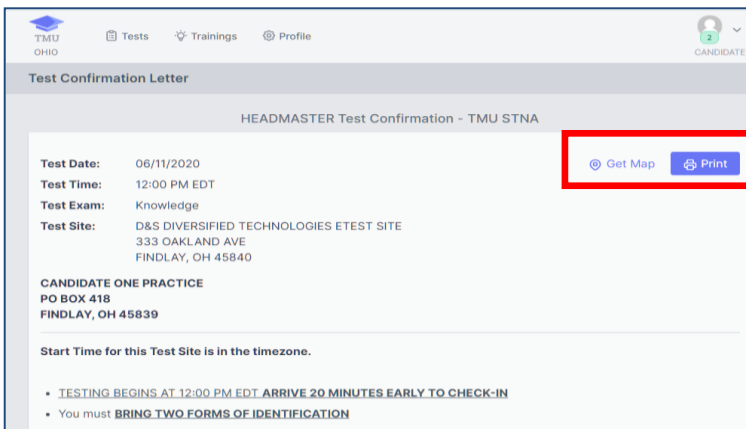 TMU
OHIO
Tests
Trainings
Profile
2
CANDIDATE
Test Confirmation Letter
HEADMASTER Test Confirmation - TMU STNA
Get Map
Print
Test Date: 06/11/2020
Test Time: 12:00 PM EDT
Test Exam: Knowledge
Test Site: D&S DIVERSIFIED TECHNOLOGIES ETEST SITE
333 OAKLAND AVE
FINDLAY, OH 45840
CANDIDATE ONE PRACTICE
PO BOX 418
FINDLAY, OH 45839
Start Time for this Test Site is in the timezone.
• TESTING BEGINS AT 12:00 PM EDT ARRIVE 20 MINUTES EARLY TO CHECK-IN
• You must BRING TWO FORMS OF IDENTIFICATION